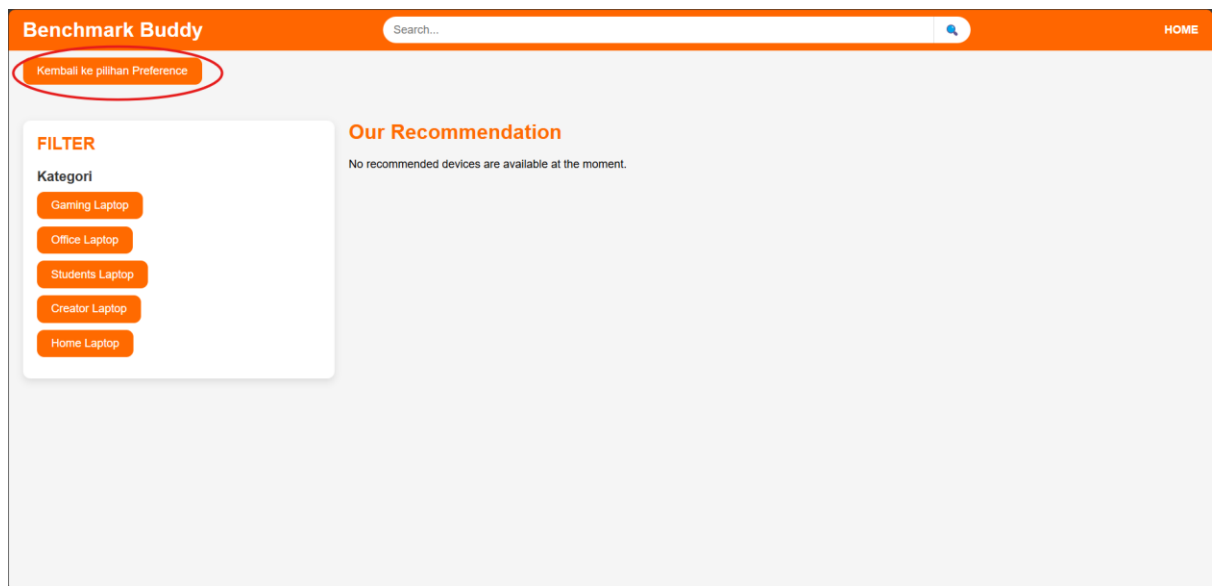 Benchmark Buddy
Search...
HOME
Kembali ke pilihan Preference
FILTER
Kategori
Gaming Laptop
Office Laptop
Students Laptop
Creator Laptop
Home Laptop
Our Recommendation
No recommended devices are available at the moment.